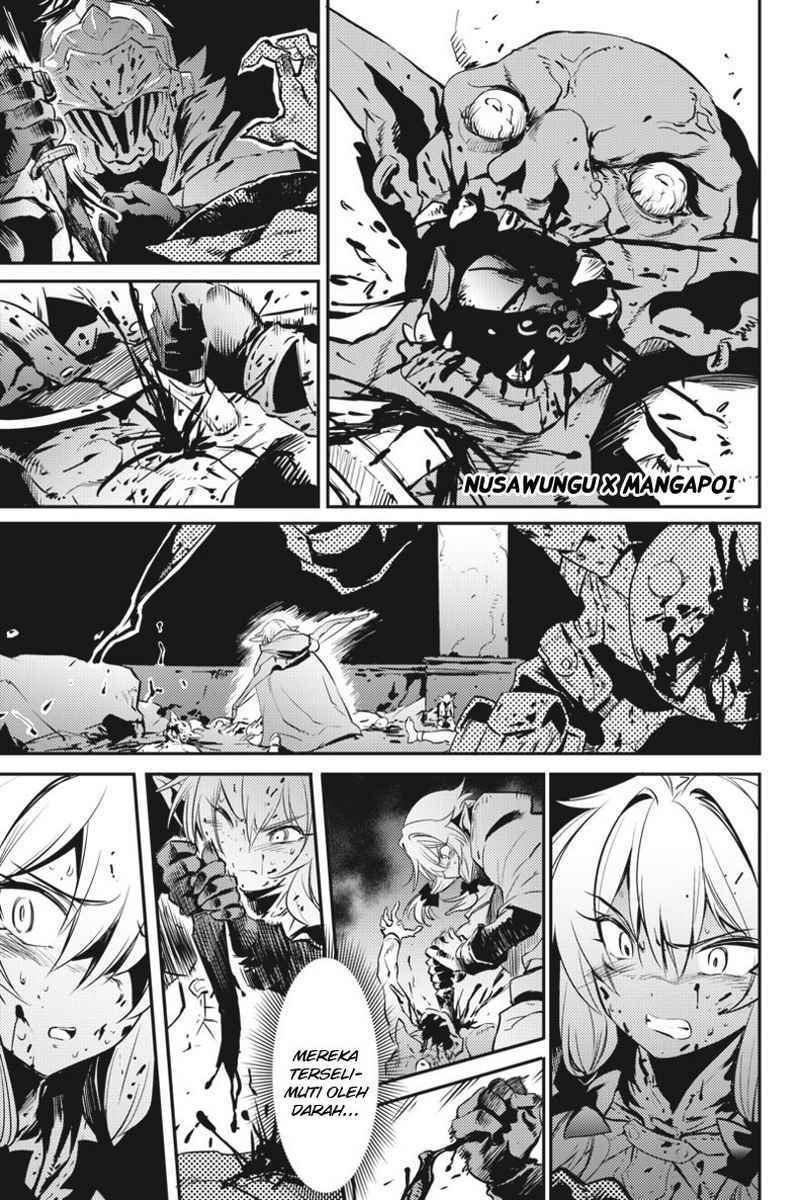 NUSAWUNGU X MANGAPOI
MEREKA
TERSELI-
MUTI OLEH
DARAH...